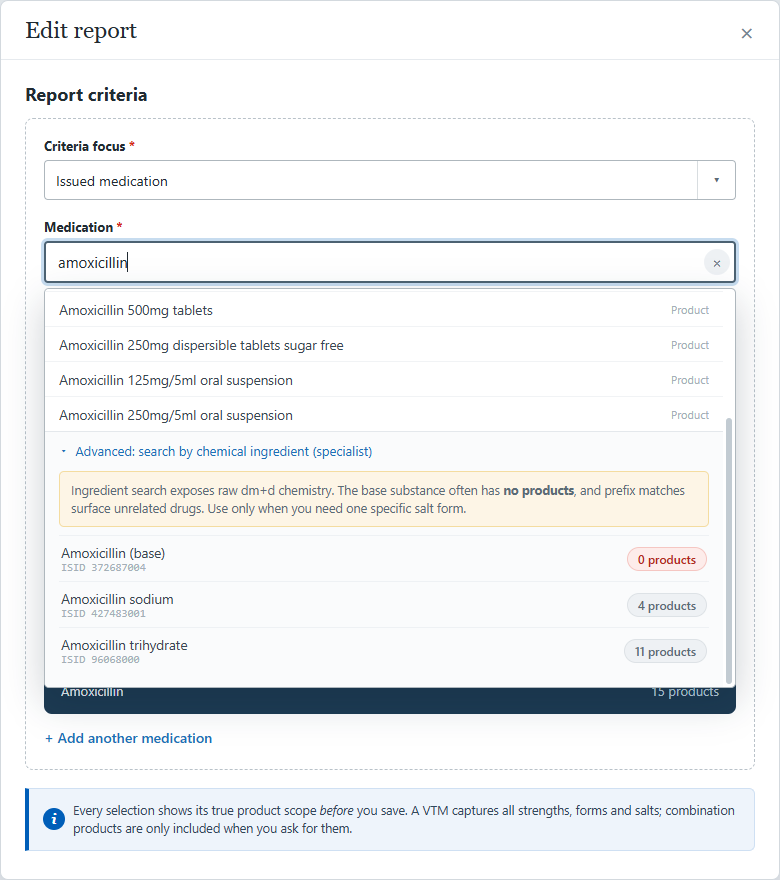 Edit report
×
Report criteria
Criteria focus *
Issued medication
Medication *
amoxicillin
×
Amoxicillin 500mg tablets Product
Amoxicillin 250mg dispersible tablets sugar free Product
Amoxicillin 125mg/5ml oral suspension Product
Amoxicillin 250mg/5ml oral suspension Product
Advanced: search by chemical ingredient (specialist)
Ingredient search exposes raw dm+d chemistry. The base substance often has no products, and prefix matches
surface unrelated drugs. Use only when you need one specific salt form.
Amoxicillin (base) 0 products
ISID 372687004
Amoxicillin sodium 4 products
ISID 427483001
Amoxicillin trihydrate 11 products
ISID 96068000
Amoxicillin 15 products
+ Add another medication
i
Every selection shows its true product scope before you save. A VTM captures all strengths, forms and salts; combination
products are only included when you ask for them.